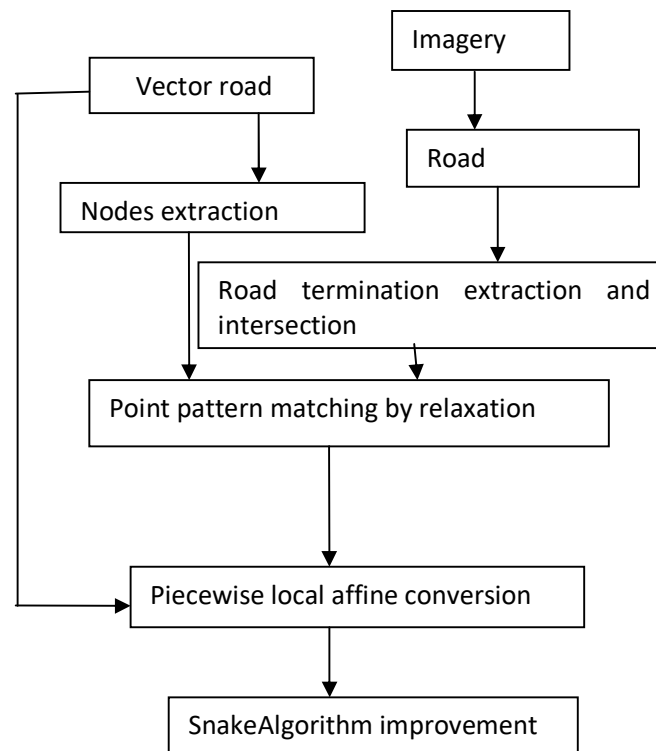 Imagery
Vector road
Road
Nodes extraction
Road termination extraction and
intersection
Point pattern matching by relaxation
Piecewise local affine conversion
SnakeAlgorithm improvement